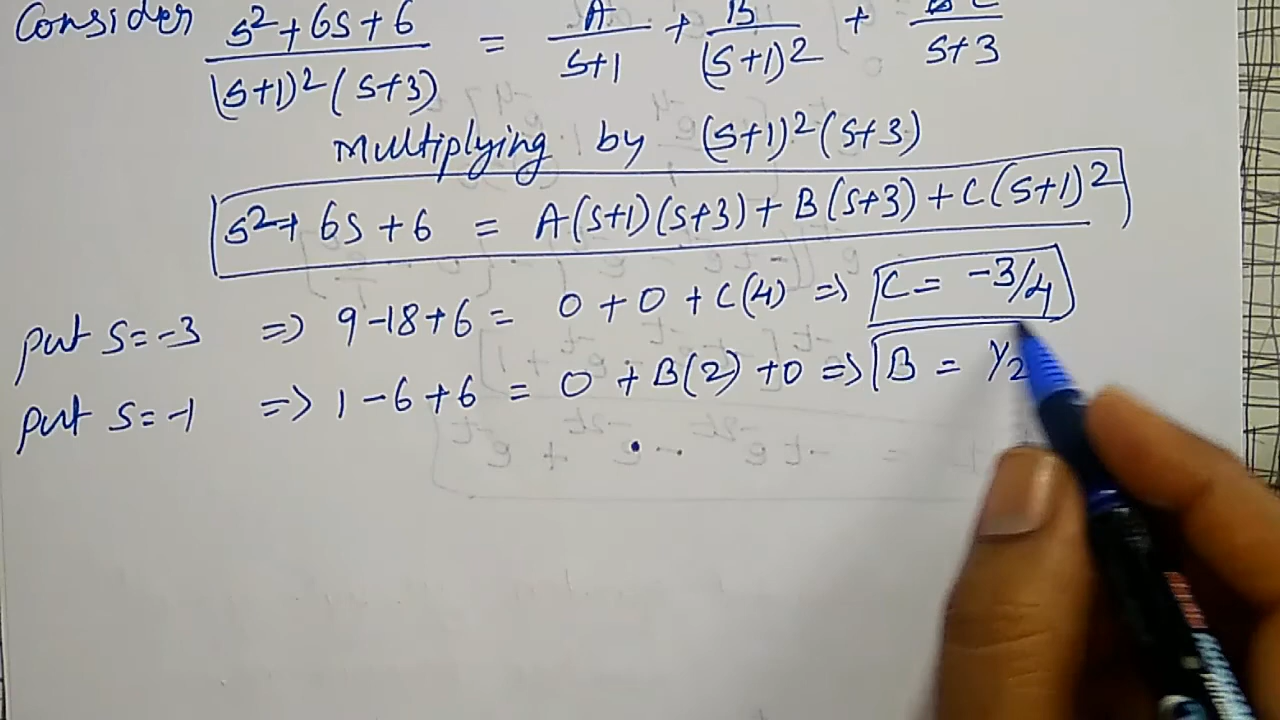 Consider s²+6s+6 / (s+1)²(s+3) = A/s+1 + B/(s+1)² + C/s+3
Multiplying by (s+1)²(s+3)
s²+6s+6 = A(s+1)(s+3)+B(s+3)+C(s+1)²
put s=-3 => 9-18+6 = 0+0+C(4) => C = -3/4
put s=-1 => 1-6+6 = 0+B(2)+0 => B = 1/2